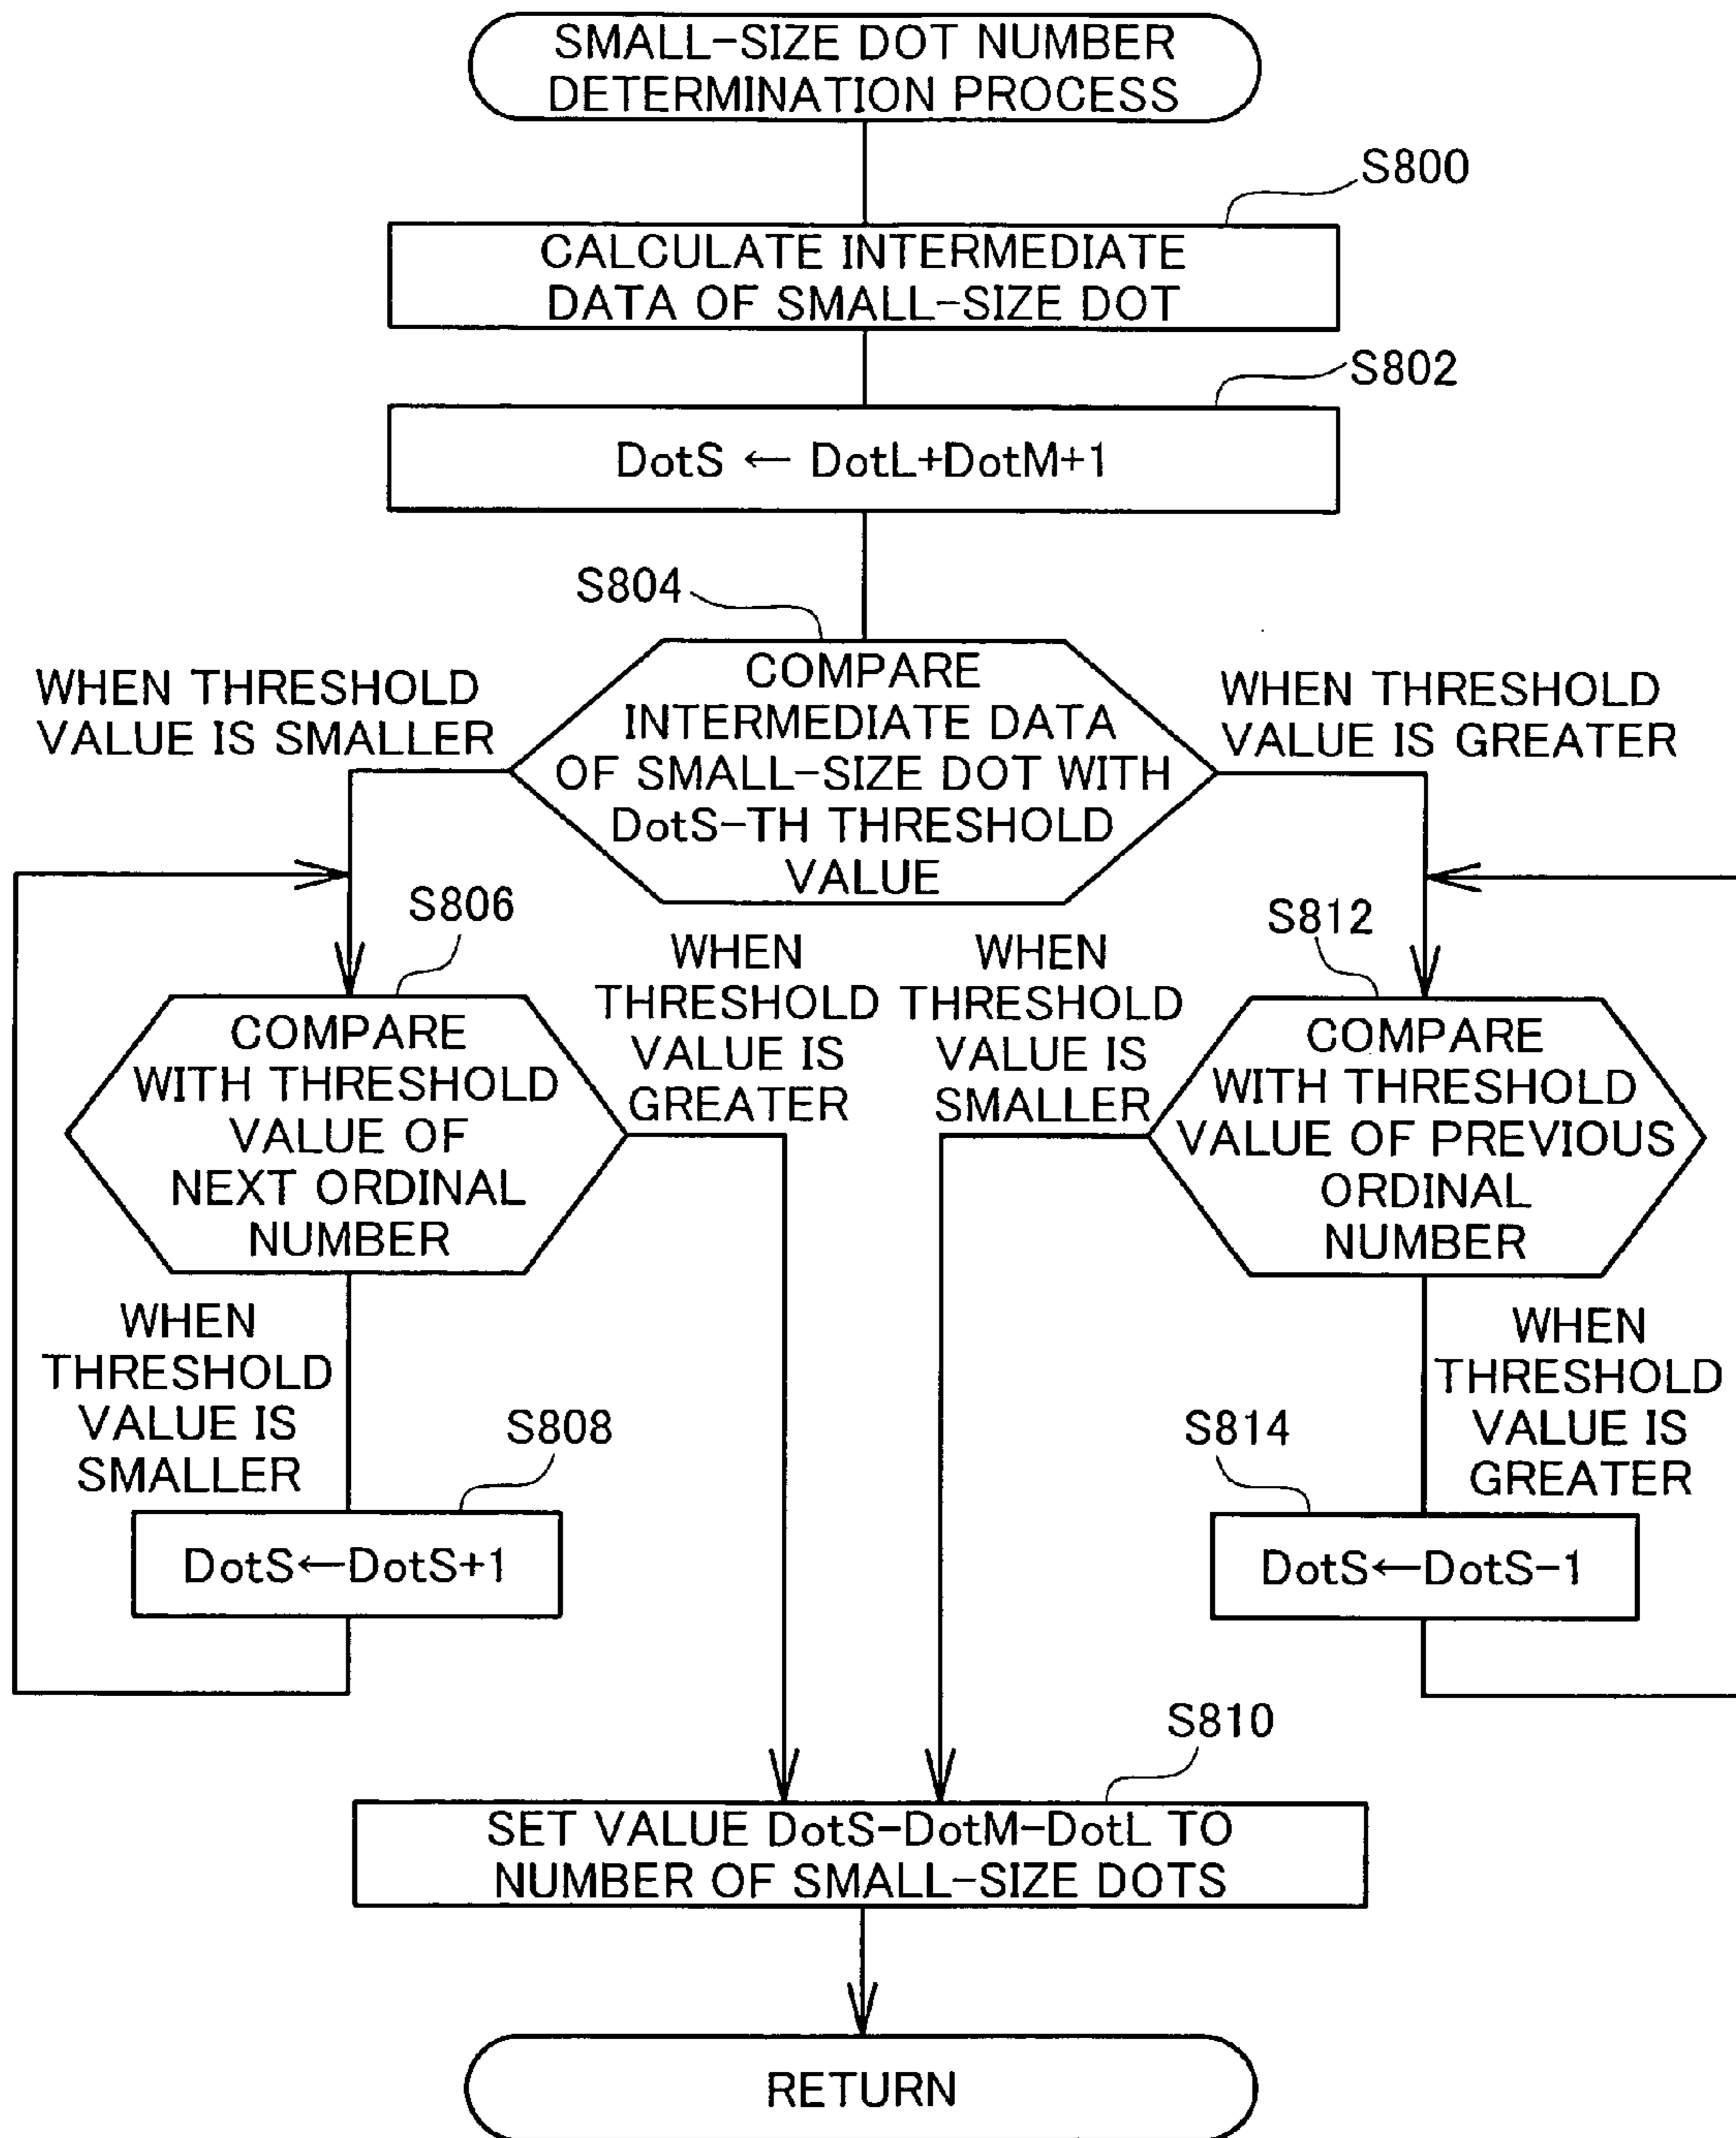 SMALL-SIZE DOT NUMBER
DETERMINATION PROCESS
S800
CALCULATE INTERMEDIATE
DATA OF SMALL-SIZE DOT
S802
DotS ← DotL+DotM+1
S804
COMPARE
INTERMEDIATE DATA
OF SMALL-SIZE DOT WITH
DotS-TH THRESHOLD
VALUE
WHEN THRESHOLD
VALUE IS SMALLER
WHEN THRESHOLD
VALUE IS GREATER
S806
COMPARE
WITH THRESHOLD
VALUE OF
NEXT ORDINAL
NUMBER
WHEN
THRESHOLD
VALUE IS
GREATER
WHEN
THRESHOLD
VALUE IS
SMALLER
S812
COMPARE
WITH THRESHOLD
VALUE OF PREVIOUS
ORDINAL
NUMBER
WHEN
THRESHOLD
VALUE IS
SMALLER
S808
DotS←DotS+1
WHEN
THRESHOLD
VALUE IS
GREATER
S814
DotS←DotS-1
S810
SET VALUE DotS-DotM-DotL TO
NUMBER OF SMALL-SIZE DOTS
RETURN